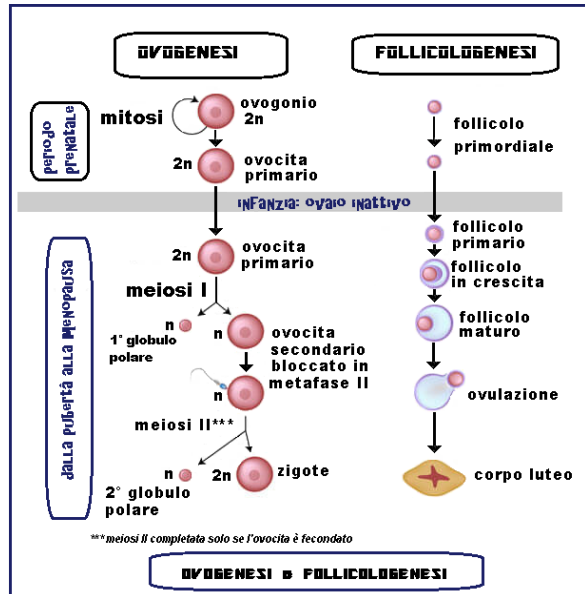 OVOGENESI
FOLLICOLOGENESI
periodo
prenatale
mitosi
ovogonio
2n
2n
ovocita
primario
follicolo
primordiale
infanzia: ovaio inattivo
dalla pubertà alla menopausa
2n
ovocita
primario
meiosi I
n
1° globulo
polare
n
ovocita
secondario
bloccato in
metafase II
n
meiosi II***
n
2° globulo
polare
2n
zigote
follicolo
primario
follicolo
in crescita
follicolo
maturo
ovulazione
corpo luteo
***meiosi II completata solo se l'ovocita è fecondato
OVOGENESI e FOLLICOLOGENESI